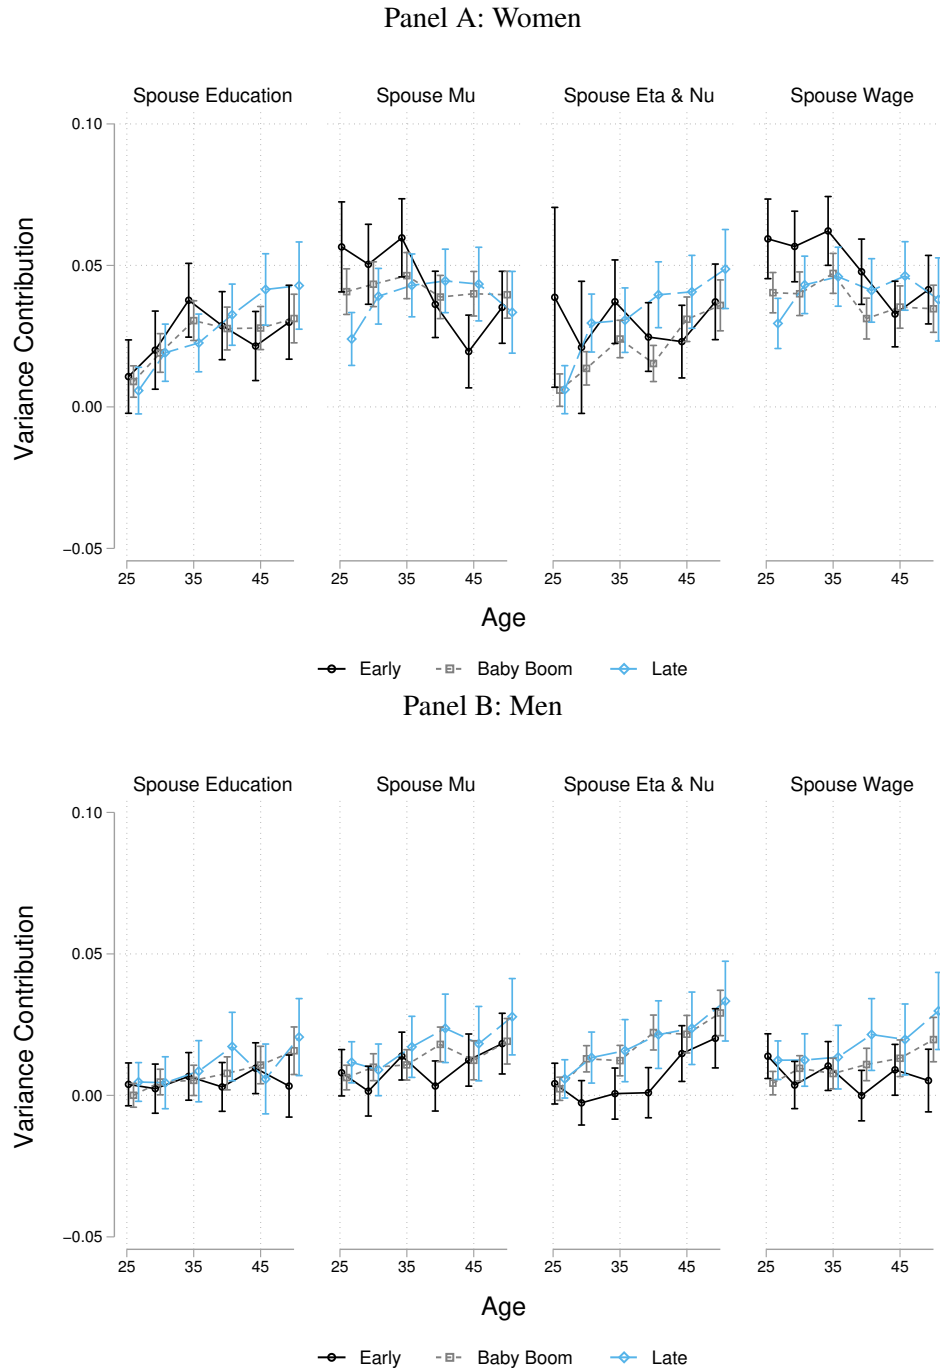 Panel A: Women
Spouse Education Spouse Mu Spouse Eta & Nu Spouse Wage
0.10
0.05
0.00
−0.05
Variance Contribution
25 35 45 25 35 45 25 35 45 25 35 45
Age
Early Baby Boom Late
Panel B: Men
Spouse Education Spouse Mu Spouse Eta & Nu Spouse Wage
0.10
0.05
0.00
−0.05
Variance Contribution
25 35 45 25 35 45 25 35 45 25 35 45
Age
Early Baby Boom Late